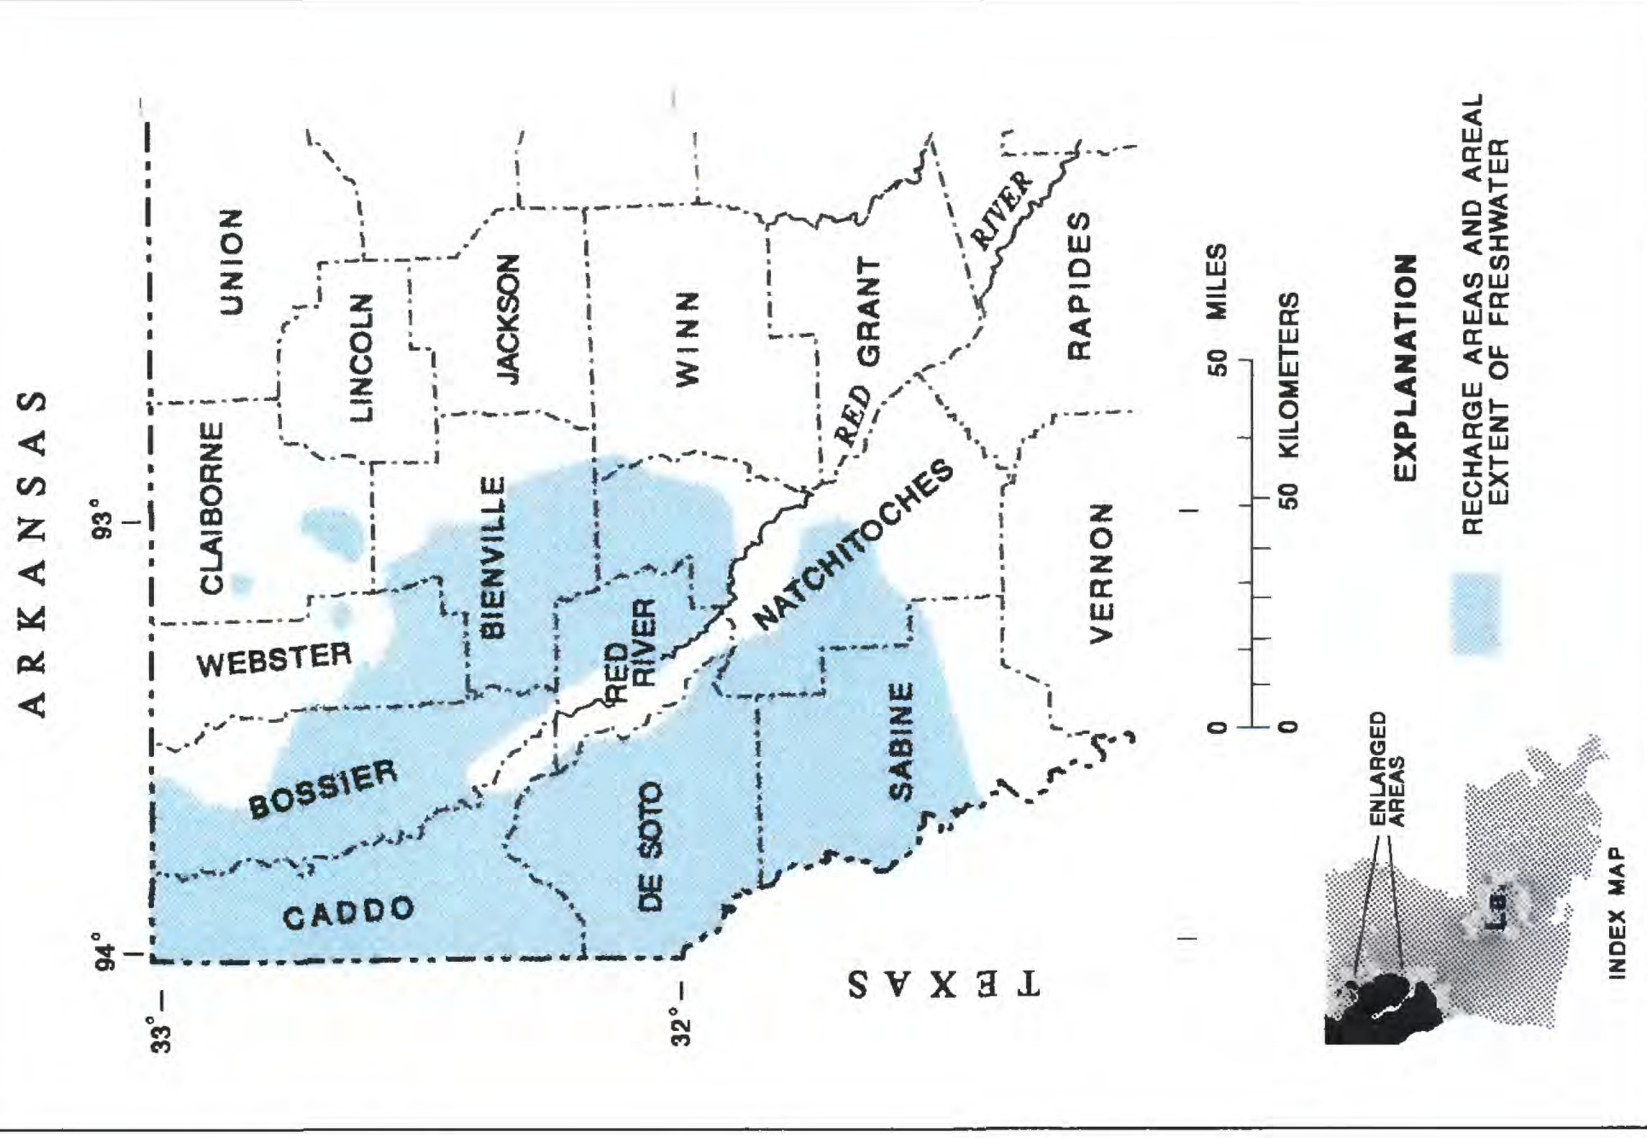 ARKANSAS
94°
93°
33°
32°
UNION
CLAIBORNE
WEBSTER
BOSSIER
CADDO
LINCOLN
BIENVILLE
JACKSON
RED
RIVER
DE SOTO
WINN
NATCHITOCHES
SABINE
RED
RIVER
GRANT
RAPIDES
VERNON
TEXAS
0
50 MILES
0
50 KILOMETERS
EXPLANATION
RECHARGE AREAS AND AREAL
EXTENT OF FRESHWATER
ENLARGED
AREAS
La.
INDEX MAP